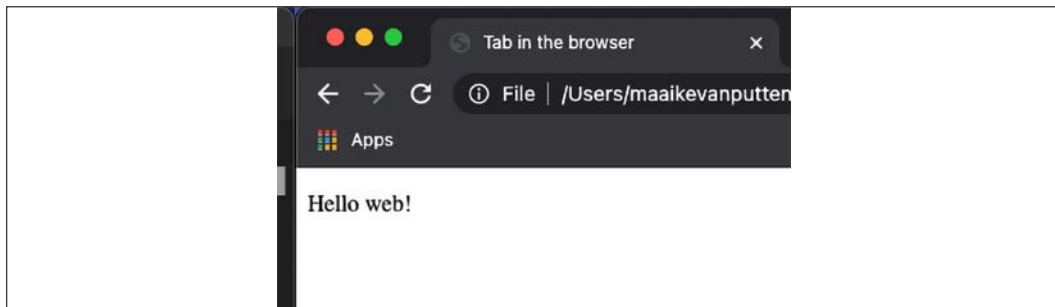 Tab in the browser
File | /Users/maaikevanputten
Apps
Hello web!